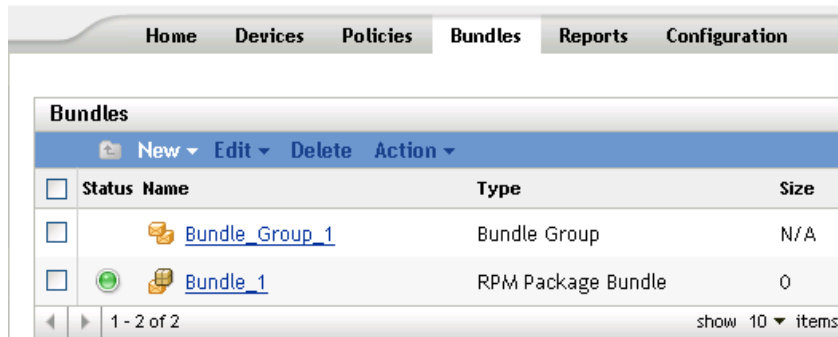 Home Devices Policies Bundles Reports Configuration
Bundles
New Edit Delete Action
Status Name Type Size
Bundle_Group_1 Bundle Group N/A
Bundle_1 RPM Package Bundle 0
1 - 2 of 2 show 10 items